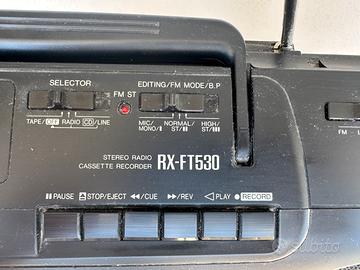 SELECTOR
EDITING/FM MODE/B.P
FM ST
TAPE/OFF RADIO CD/LINE
MIC/ NORMAL/ HIGH/
MONO/I ST/II ST/III
FM
STEREO RADIO
CASSETTE RECORDER
RX-FT530
PAUSE STOP/EJECT ◀◀/CUE ▶▶/REV ◁ PLAY RECORD
subito